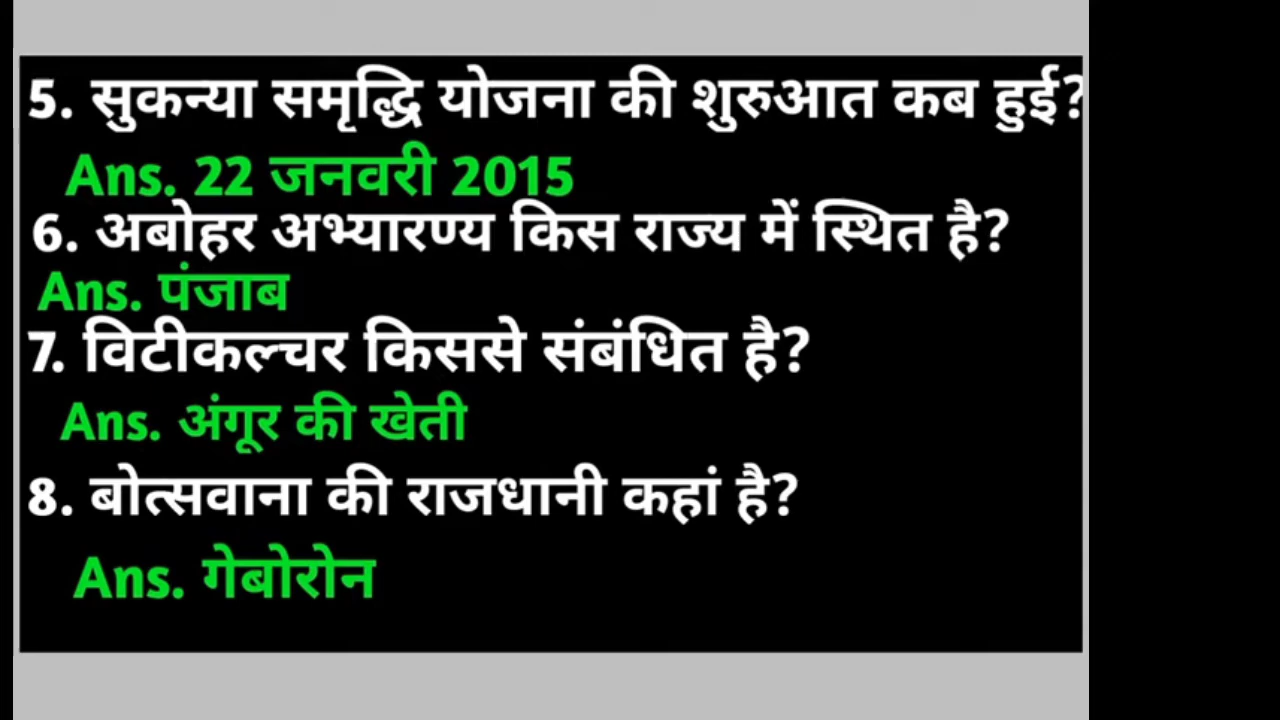 5. सुकन्या समृद्धि योजना की शुरुआत कब हुई?
Ans. 22 जनवरी 2015
6. अबोहर अभ्यारण्य किस राज्य में स्थित है?
Ans. पंजाब
7. विटीकल्चर किससे संबंधित है?
Ans. अंगूर की खेती
8. बोत्सवाना की राजधानी कहां है?
Ans. गेबोरोन